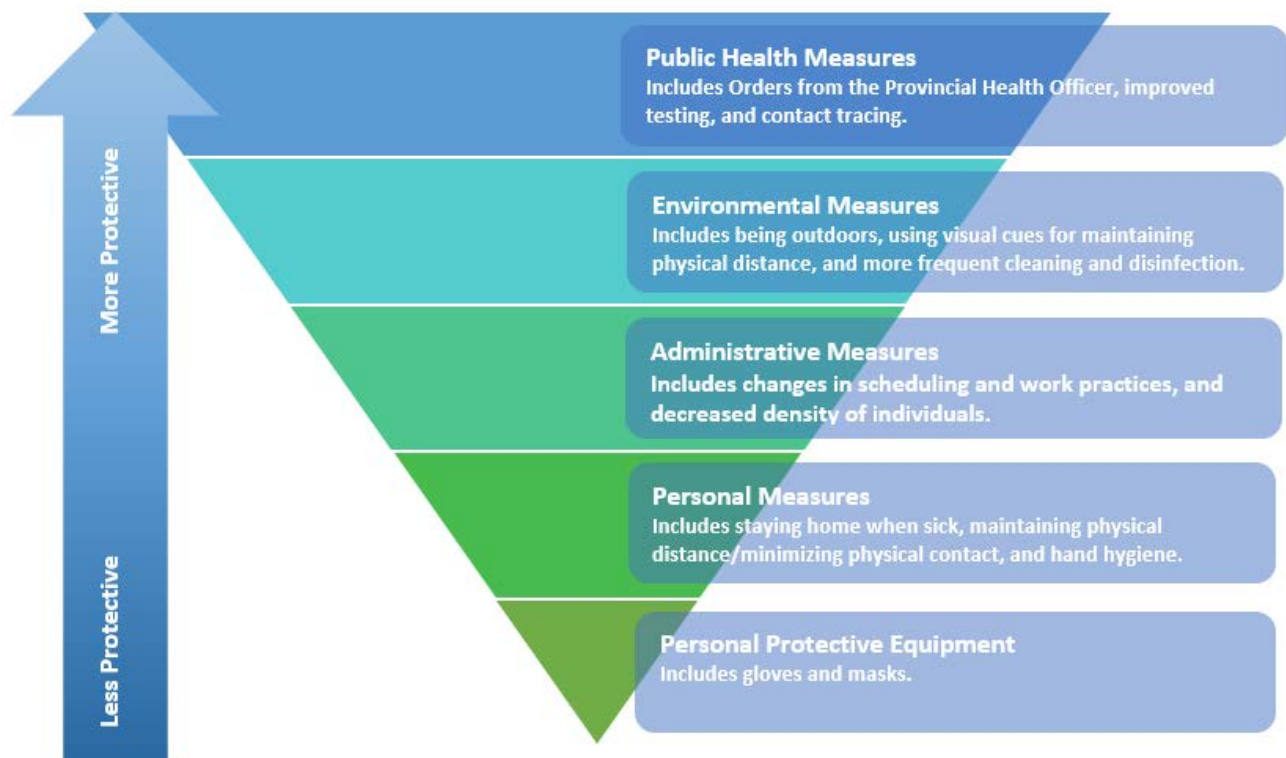 More Protective
Less Protective
Public Health Measures
Includes Orders from the Provincial Health Officer, improved
testing, and contact tracing.
Environmental Measures
Includes being outdoors, using visual cues for maintaining
physical distance, and more frequent cleaning and disinfection.
Administrative Measures
Includes changes in scheduling and work practices, and
decreased density of individuals.
Personal Measures
Includes staying home when sick, maintaining physical
distance/minimizing physical contact, and hand hygiene.
Personal Protective Equipment
Includes gloves and masks.